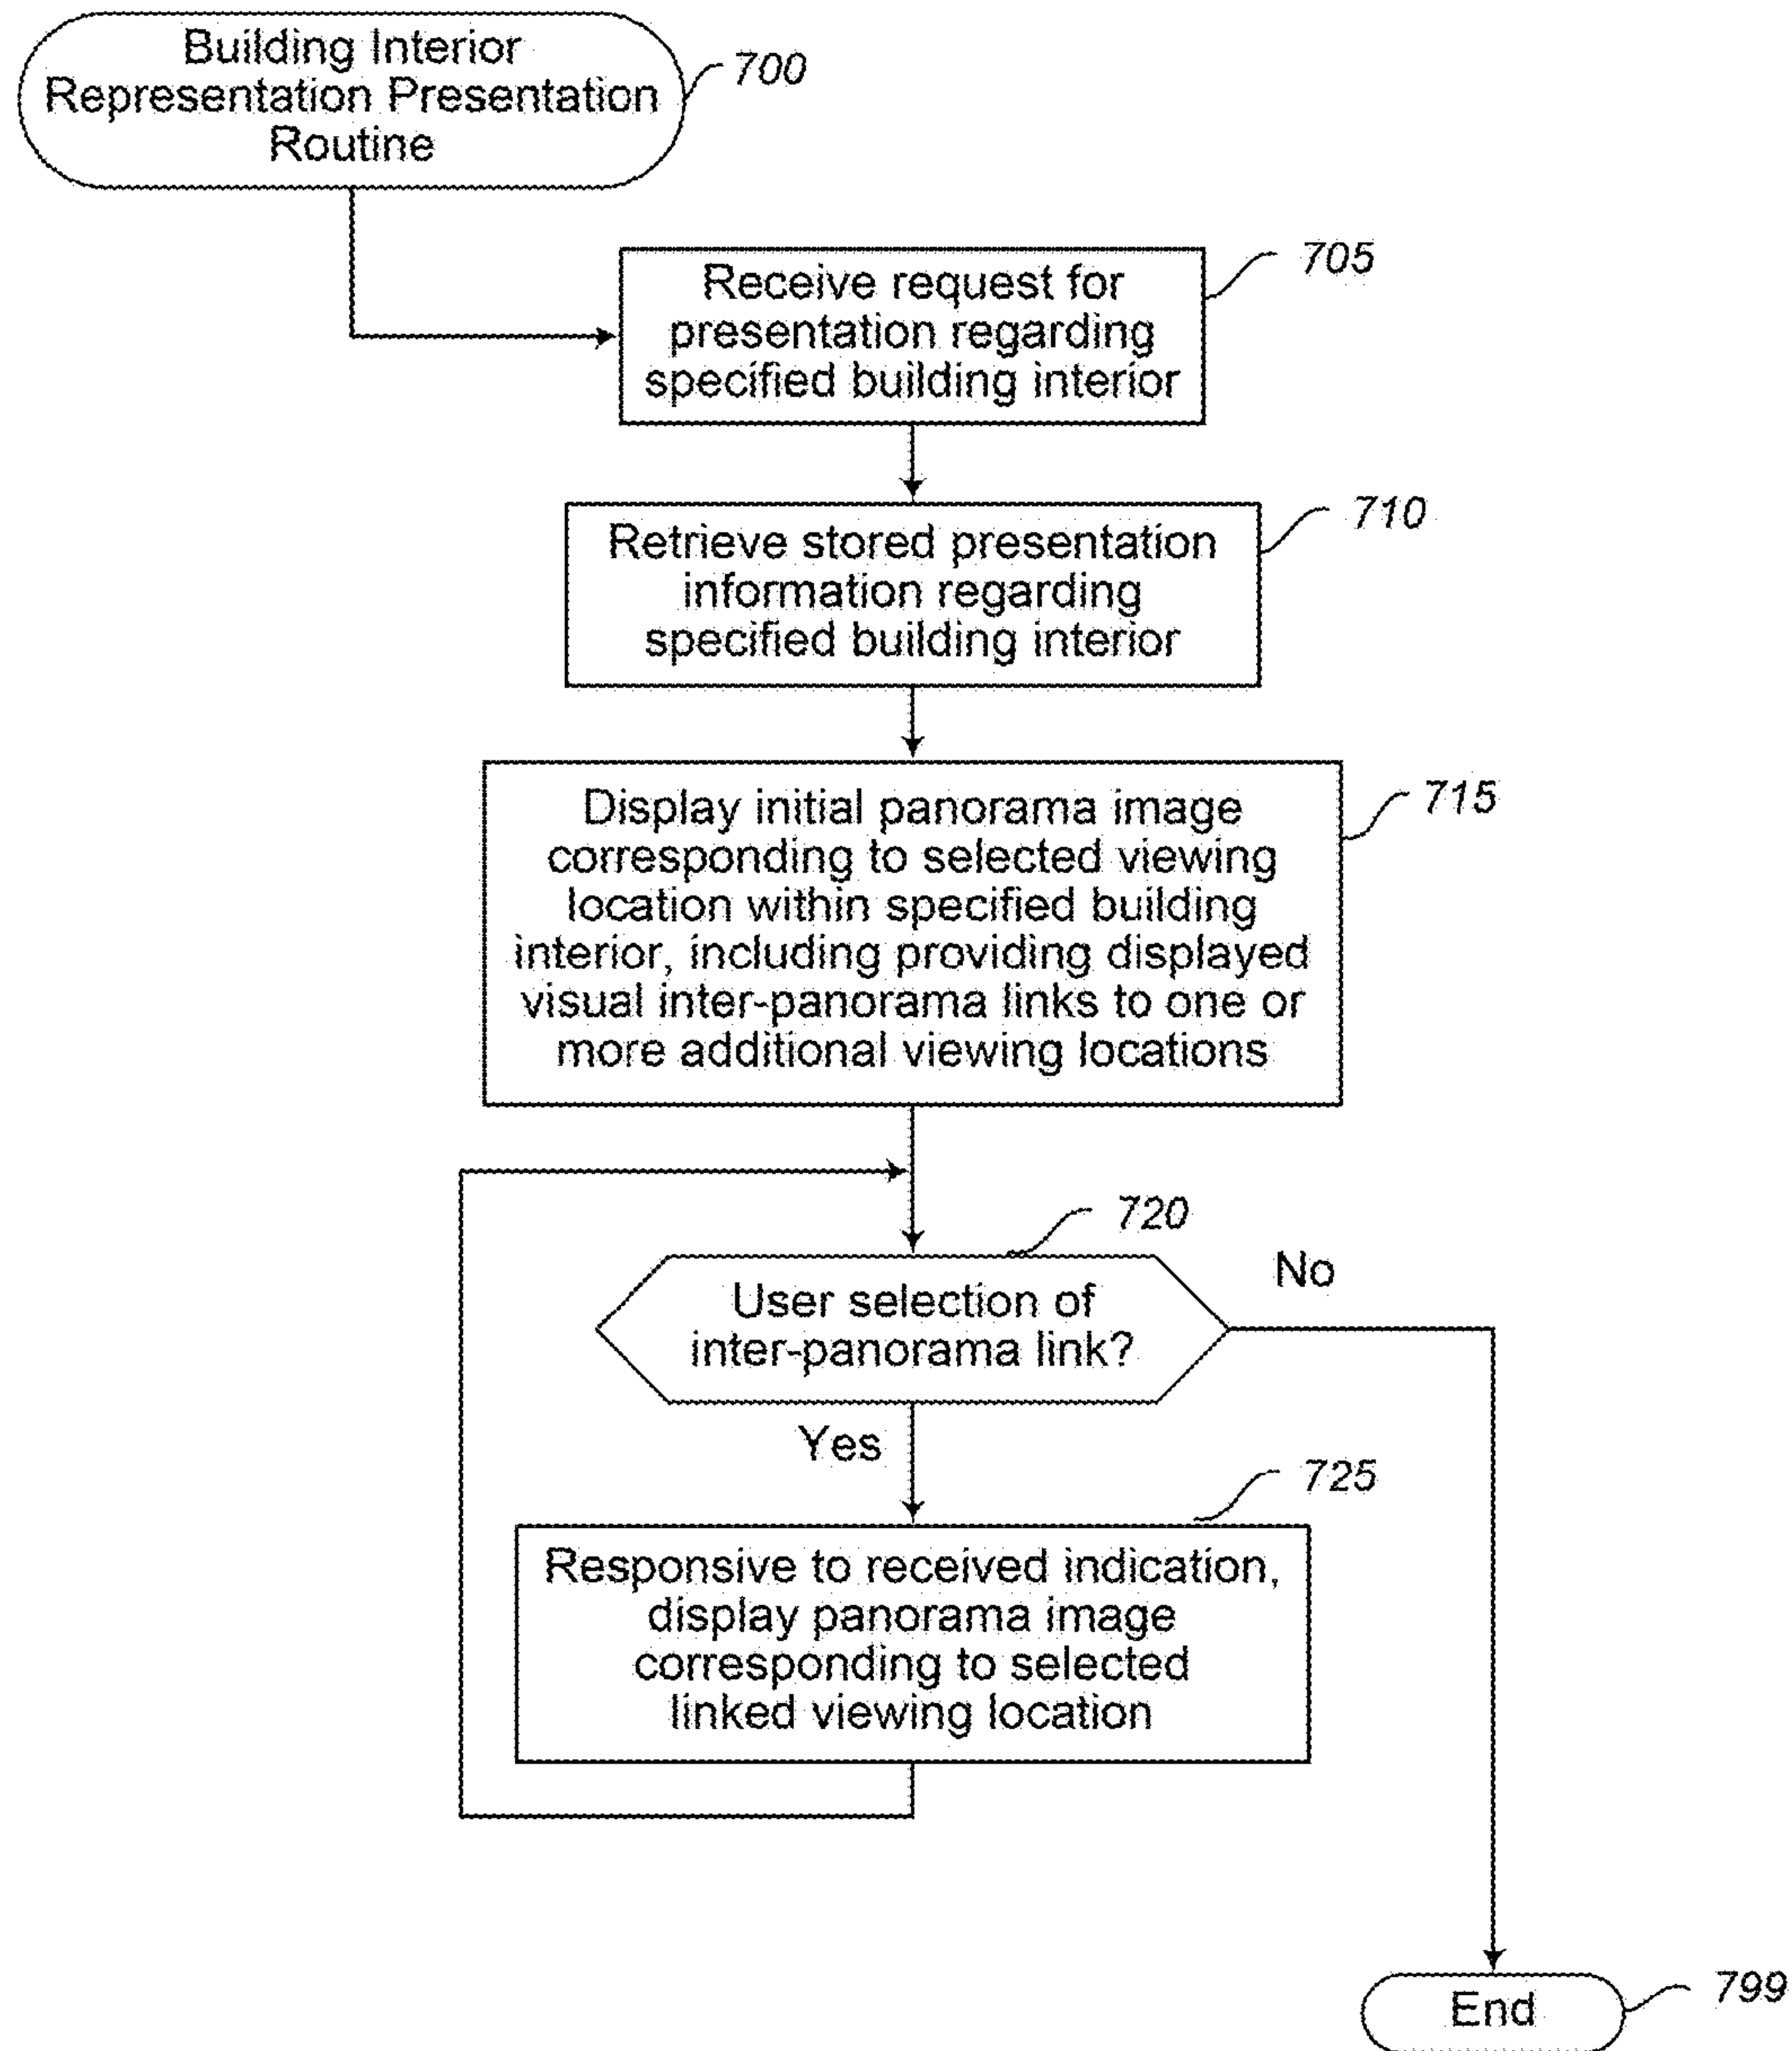 Building Interior
Representation Presentation
Routine
700
705
Receive request for
presentation regarding
specified building interior
710
Retrieve stored presentation
information regarding
specified building interior
715
Display initial panorama image
corresponding to selected viewing
location within specified building
interior, including providing displayed
visual inter-panorama links to one or
more additional viewing locations
720
No
User selection of
inter-panorama link?
Yes
725
Responsive to received indication,
display panorama image
corresponding to selected
linked viewing location
End
799